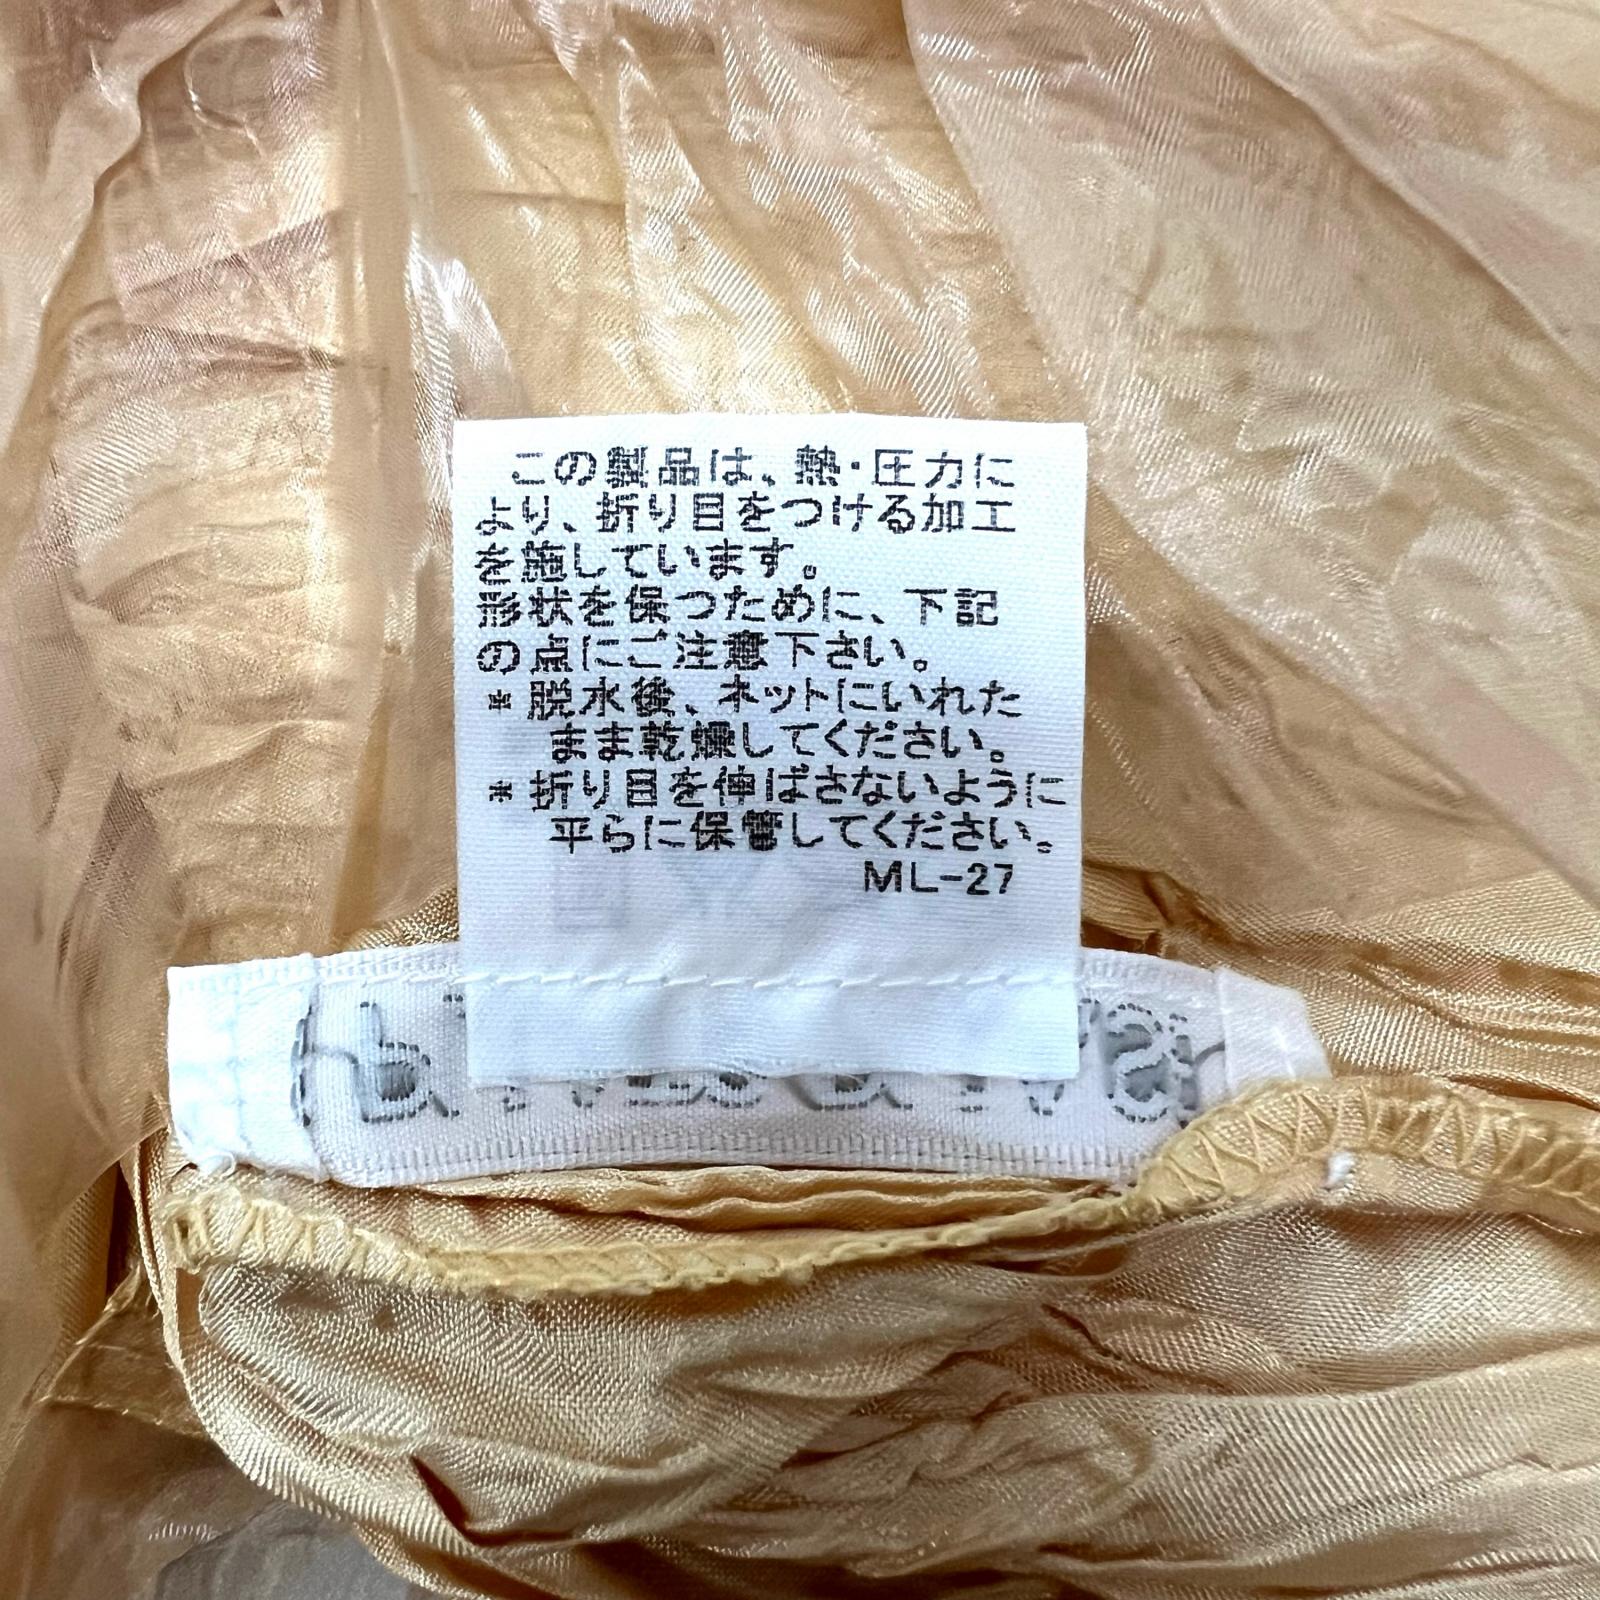 この製品は、熱・圧力に
より、折り目をつける加工
を施しています。
形状を保つために、下記
の点にご注意下さい。
* 脱水後、ネットにいれた
まま乾燥してください。
* 折り目を伸ばさないように
平らに保管してください。
ML-27